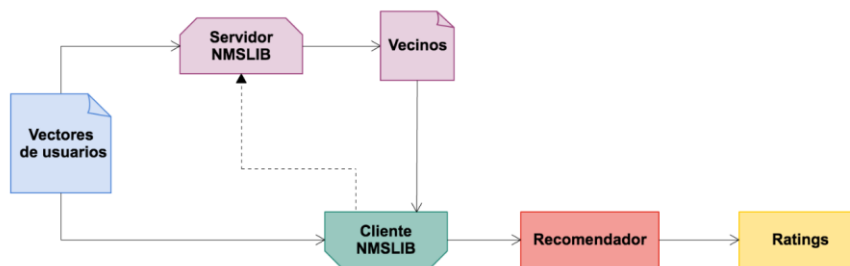 Servidor
NMSLIB
Vecinos
Vectores
de usuarios
Cliente
NMSLIB
Recomendador
Ratings